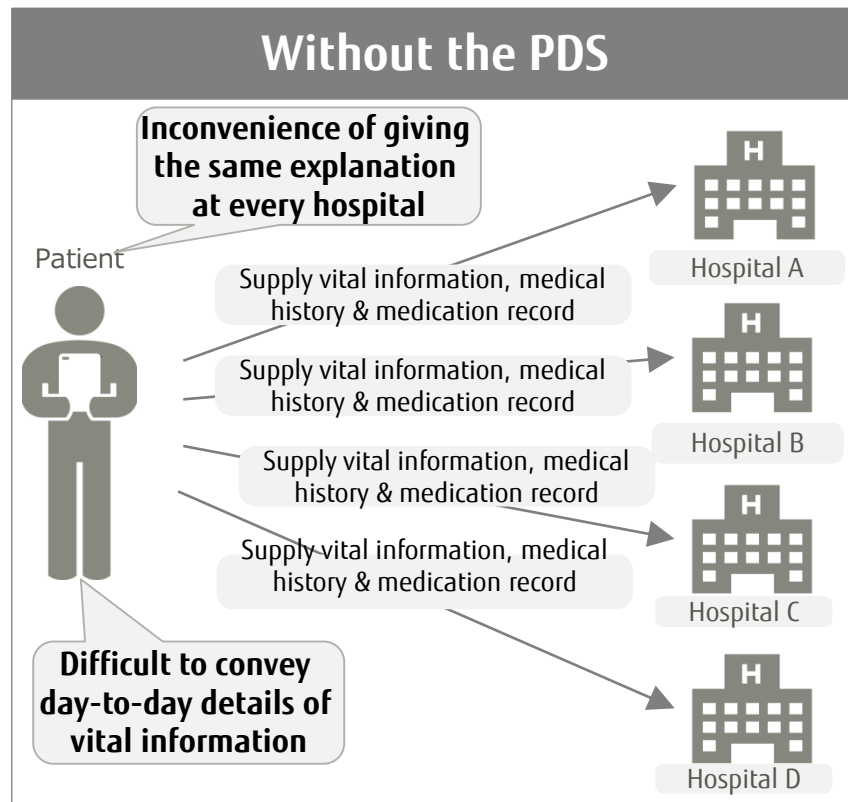 Without the PDS
Inconvenience of giving
the same explanation
at every hospital
Patient
H
Hospital A
Supply vital information, medical
history & medication record
H
Supply vital information, medical
history & medication record
Hospital B
Supply vital information, medical
history & medication record
H
Hospital C
Supply vital information, medical
history & medication record
Difficult to convey
day-to-day details of
vital information
H
Hospital D